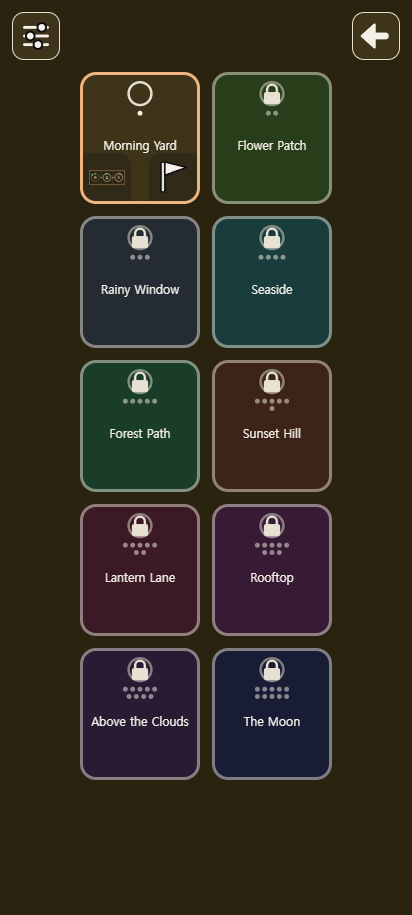 Morning Yard
Flower Patch
Rainy Window
Seaside
Forest Path
Sunset Hill
Lantern Lane
Rooftop
Above the Clouds
The Moon